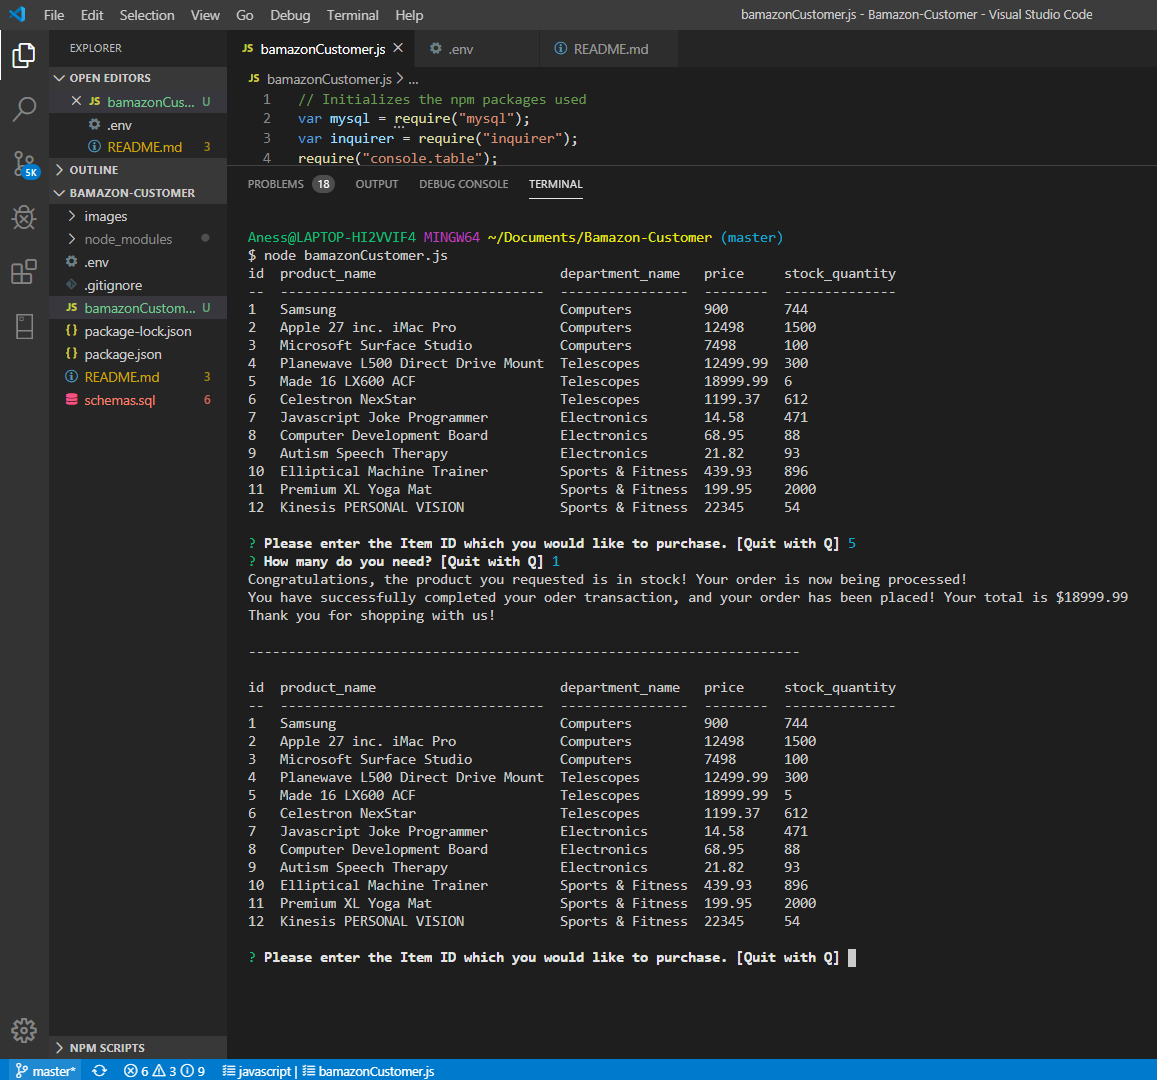 File Edit Selection View Go Debug Terminal Help
bamazonCustomer.js - Bamazon-Customer - Visual Studio Code
EXPLORER
OPEN EDITORS
JS bamazonCus... U
.env
README.md 3
OUTLINE
BAMAZON-CUSTOMER
images
node_modules
.env
.gitignore
JS bamazonCustom... U
{} package-lock.json
{} package.json
README.md 3
schemas.sql 6
NPM SCRIPTS
5K
JS bamazonCustomer.js
.env
README.md
JS bamazonCustomer.js > ...
1 // Initializes the npm packages used
2 var mysql = require("mysql");
3 var inquirer = require("inquirer");
4 require("console.table");
PROBLEMS 18 OUTPUT DEBUG CONSOLE TERMINAL
Aness@LAPTOP-HI2VVIF4 MINGW64 ~/Documents/Bamazon-Customer (master)
$ node bamazonCustomer.js
id product_name department_name price stock_quantity
-- --------------------------------- ---------------- -------- --------------
1 Samsung Computers 900 744
2 Apple 27 inc. iMac Pro Computers 12498 1500
3 Microsoft Surface Studio Computers 7498 100
4 Planewave L500 Direct Drive Mount Telescopes 12499.99 300
5 Made 16 LX600 ACF Telescopes 18999.99 6
6 Celestron NexStar Telescopes 1199.37 612
7 Javascript Joke Programmer Electronics 14.58 471
8 Computer Development Board Electronics 68.95 88
9 Autism Speech Therapy Electronics 21.82 93
10 Elliptical Machine Trainer Sports & Fitness 439.93 896
11 Premium XL Yoga Mat Sports & Fitness 199.95 2000
12 Kinesis PERSONAL VISION Sports & Fitness 22345 54
? Please enter the Item ID which you would like to purchase. [Quit with Q] 5
? How many do you need? [Quit with Q] 1
Congratulations, the product you requested is in stock! Your order is now being processed!
You have successfully completed your oder transaction, and your order has been placed! Your total is $18999.99
Thank you for shopping with us!
---------------------------------------------------------------------
id product_name department_name price stock_quantity
-- --------------------------------- ---------------- -------- --------------
1 Samsung Computers 900 744
2 Apple 27 inc. iMac Pro Computers 12498 1500
3 Microsoft Surface Studio Computers 7498 100
4 Planewave L500 Direct Drive Mount Telescopes 12499.99 300
5 Made 16 LX600 ACF Telescopes 18999.99 5
6 Celestron NexStar Telescopes 1199.37 612
7 Javascript Joke Programmer Electronics 14.58 471
8 Computer Development Board Electronics 68.95 88
9 Autism Speech Therapy Electronics 21.82 93
10 Elliptical Machine Trainer Sports & Fitness 439.93 896
11 Premium XL Yoga Mat Sports & Fitness 199.95 2000
12 Kinesis PERSONAL VISION Sports & Fitness 22345 54
? Please enter the Item ID which you would like to purchase. [Quit with Q]
master* 6 3 9 javascript | bamazonCustomer.js